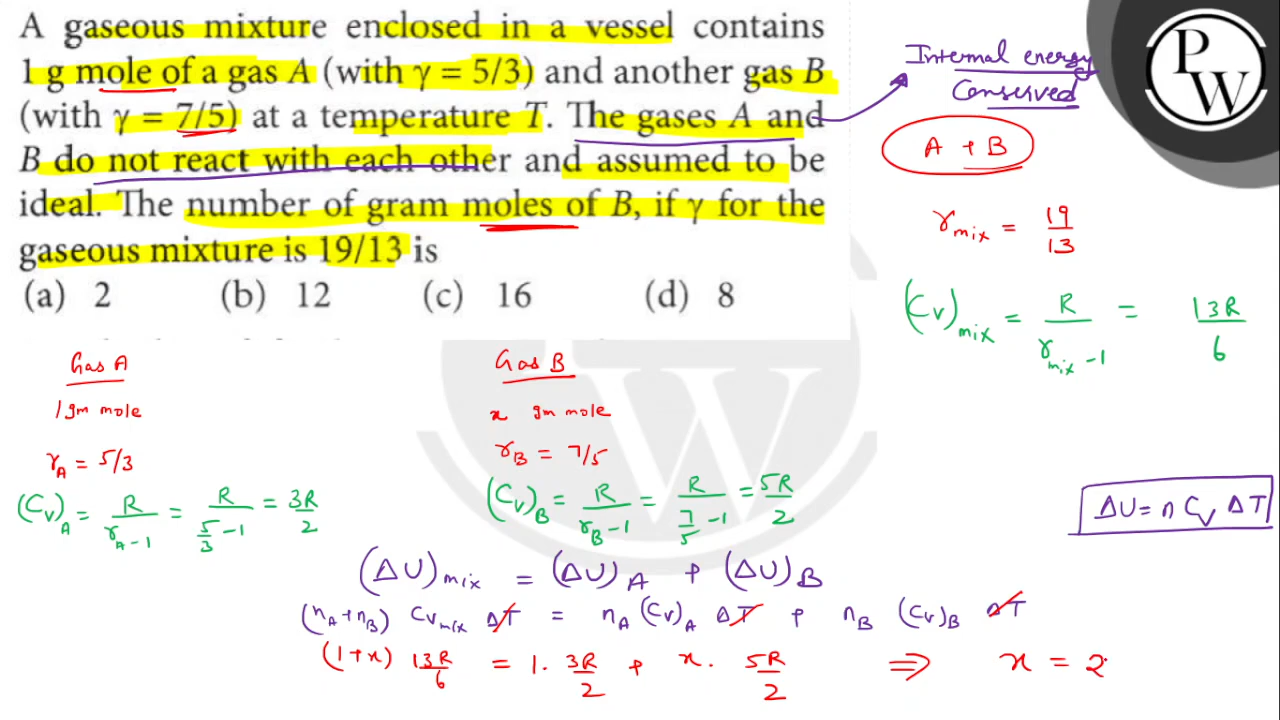 A gaseous mixture enclosed in a vessel contains
1 g mole of a gas A (with γ = 5/3) and another gas B
(with γ = 7/5) at a temperature T. The gases A and
B do not react with each other and assumed to be
ideal. The number of gram moles of B, if γ for the
gaseous mixture is 19/13 is
(a) 2 (b) 12 (c) 16 (d) 8
Internal energy
Conserved
A + B
γmix = 19/13
(Cv)mix = R/(γmix-1) = 13R/6
PW
Gas A
1 gm mole
γA = 5/3
(Cv)A = R/(γA-1) = R/(5/3-1) = 3R/2
Gas B
x gm mole
γB = 7/5
(Cv)B = R/(γB-1) = R/(7/5-1) = 5R/2
ΔU = n Cv ΔT
(ΔU)mix = (ΔU)A + (ΔU)B
(nA+nB) Cvmix ΔT = nA (Cv)A ΔT + nB (Cv)B ΔT
(1+x) 13R/6 = 1. 3R/2 + x. 5R/2 ⇒ x = 2